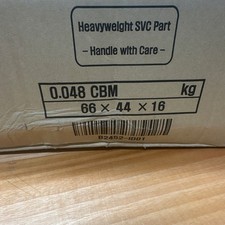 Heavyweight SVC Part
- Handle with Care -
0.048 CBM kg
66 × 44 × 16